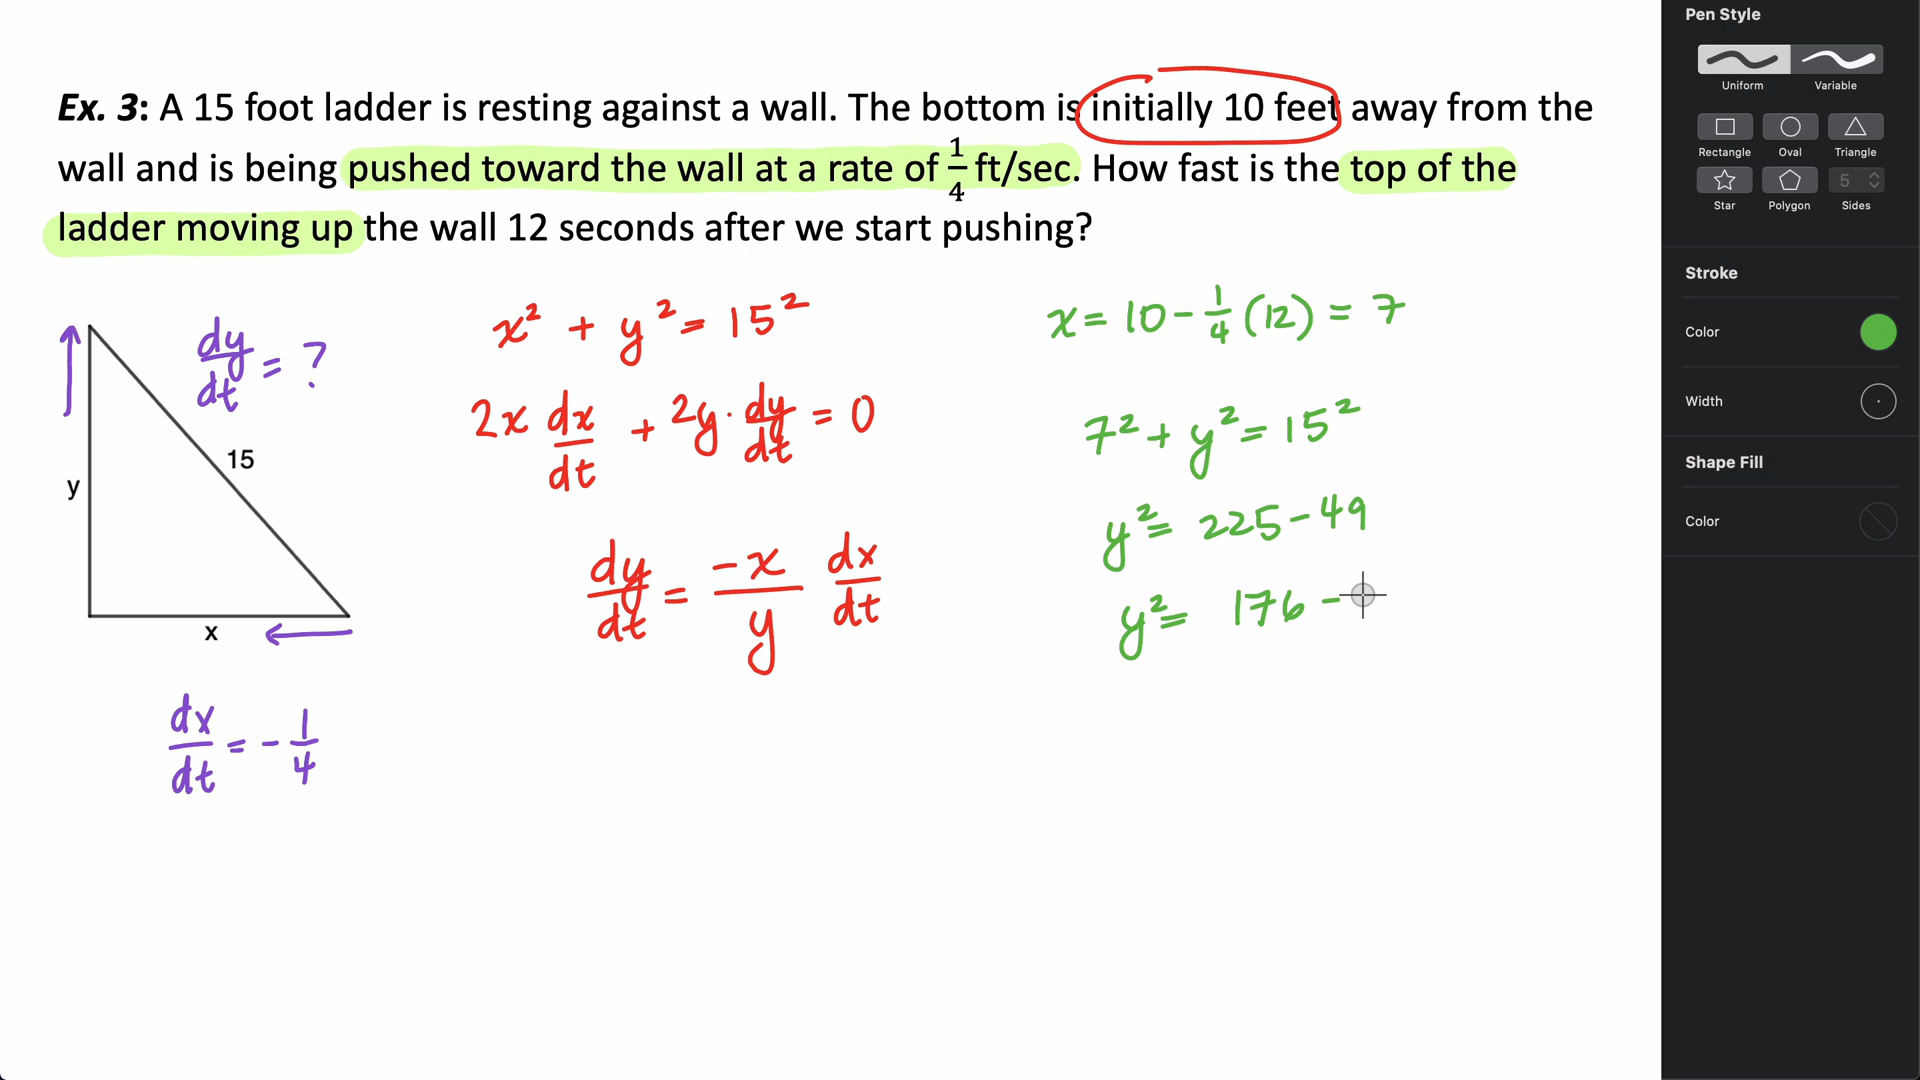 Ex. 3: A 15 foot ladder is resting against a wall. The bottom is initially 10 feet away from the
wall and is being pushed toward the wall at a rate of 1/4 ft/sec. How fast is the top of the
ladder moving up the wall 12 seconds after we start pushing?
dy/dt = ?
15
y
x
dx/dt = - 1/4
x² + y² = 15²
2x dx/dt + 2y · dy/dt = 0
dy/dt = -x/y dx/dt
x = 10 - 1/4 (12) = 7
7² + y² = 15²
y² = 225 - 49
y² = 176 -
Pen Style
Uniform Variable
Rectangle Oval Triangle
5
Star Polygon Sides
Stroke
Color
Width
Shape Fill
Color